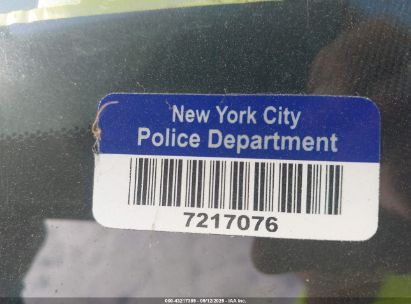 New York City
Police Department
7217076